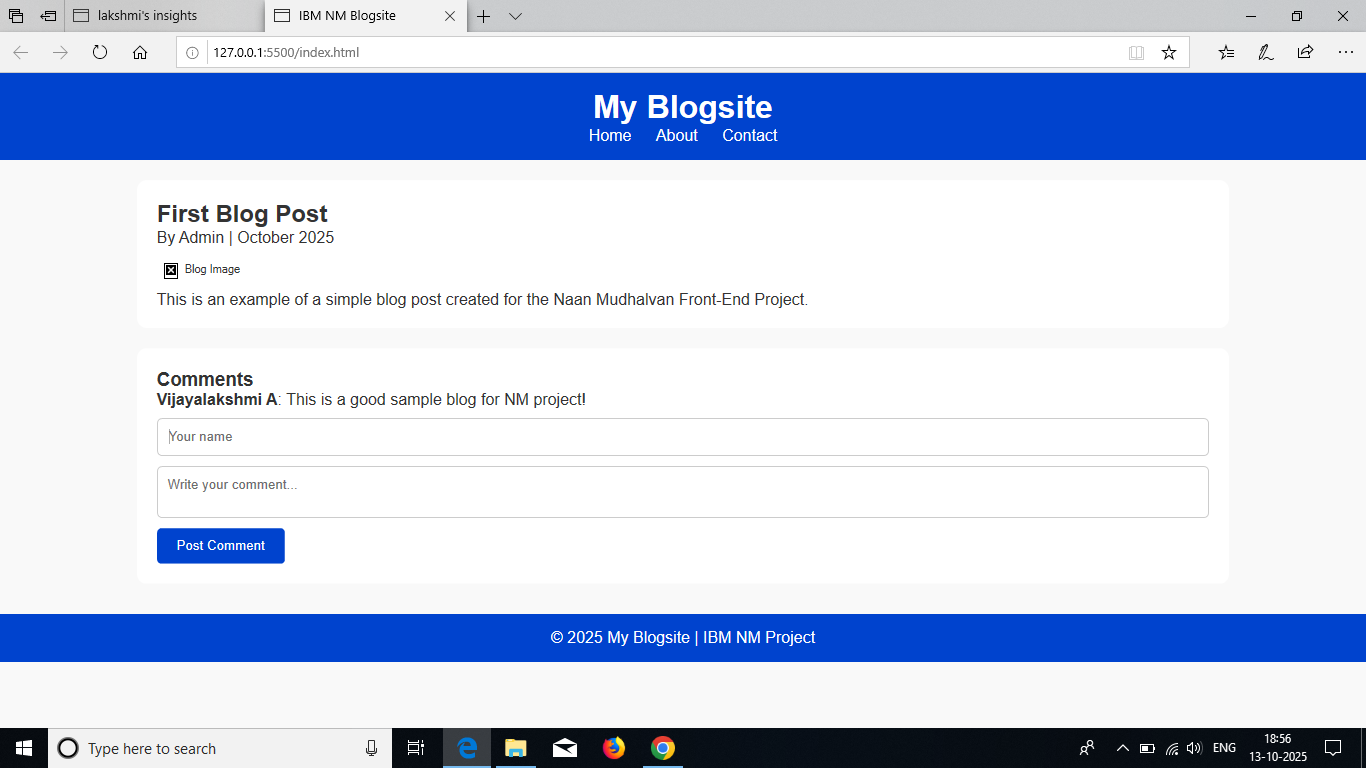 lakshmi's insights
IBM NM Blogsite
127.0.0.1:5500/index.html
My Blogsite
Home About Contact
First Blog Post
By Admin | October 2025
Blog Image
This is an example of a simple blog post created for the Naan Mudhalvan Front-End Project.
Comments
Vijayalakshmi A: This is a good sample blog for NM project!
Your name
Write your comment...
Post Comment
© 2025 My Blogsite | IBM NM Project
Type here to search
ENG
18:56
13-10-2025